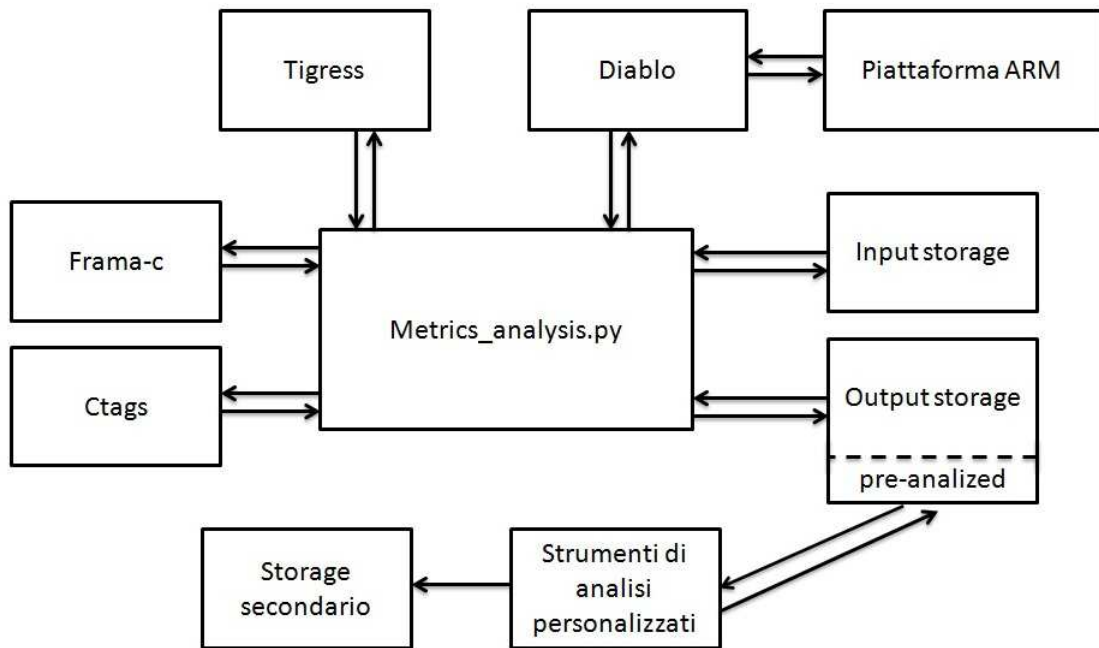 Tigress
Diablo
Piattaforma ARM
Frama-c
Metrics_analysis.py
Input storage
Ctags
Output storage
pre-analized
Storage
secondario
Strumenti di
analisi
personalizzati